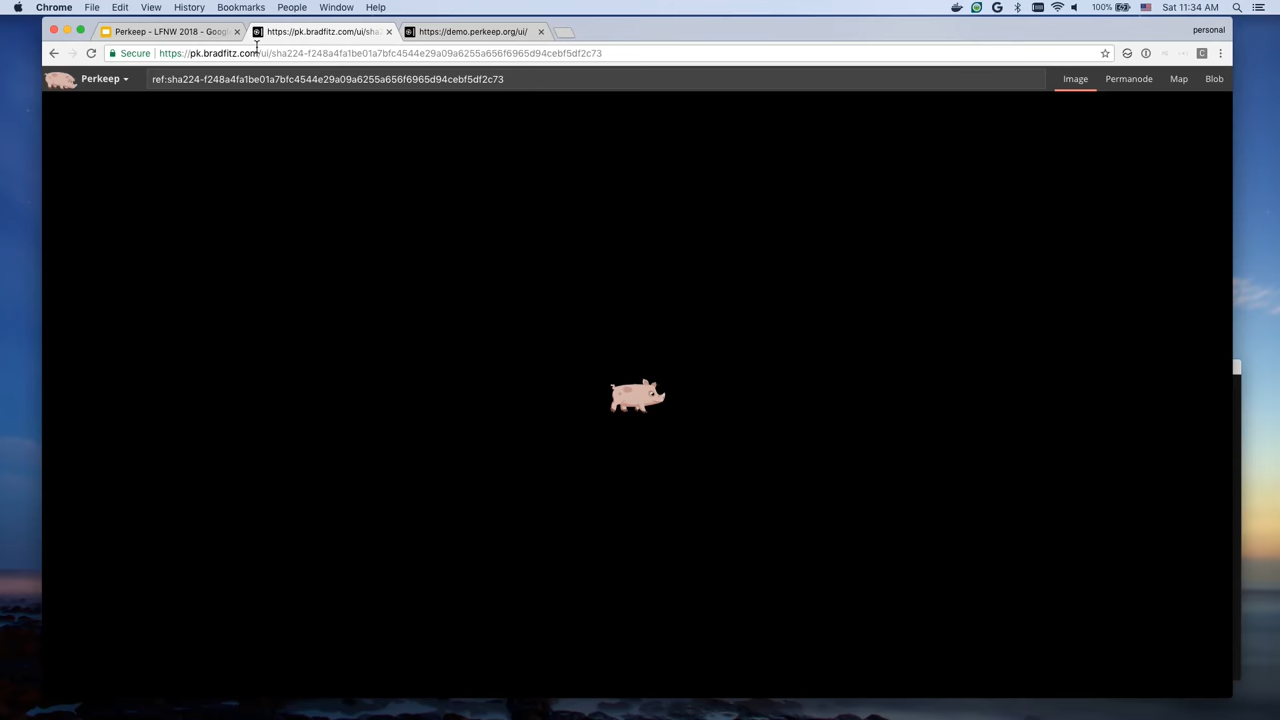 Chrome File Edit View History Bookmarks People Window Help 100% Sat 11:34 AM
Perkeep - LFNW 2018 - Googl https://pk.bradfitz.com/ui/sha https://demo.perkeep.org/ui/ personal
Secure https://pk.bradfitz.com/ui/sha224-f248a4fa1be01a7bfc4544e29a09a6255a656f6965d94cebf5df2c73
Perkeep ref:sha224-f248a4fa1be01a7bfc4544e29a09a6255a656f6965d94cebf5df2c73 Image Permanode Map Blob